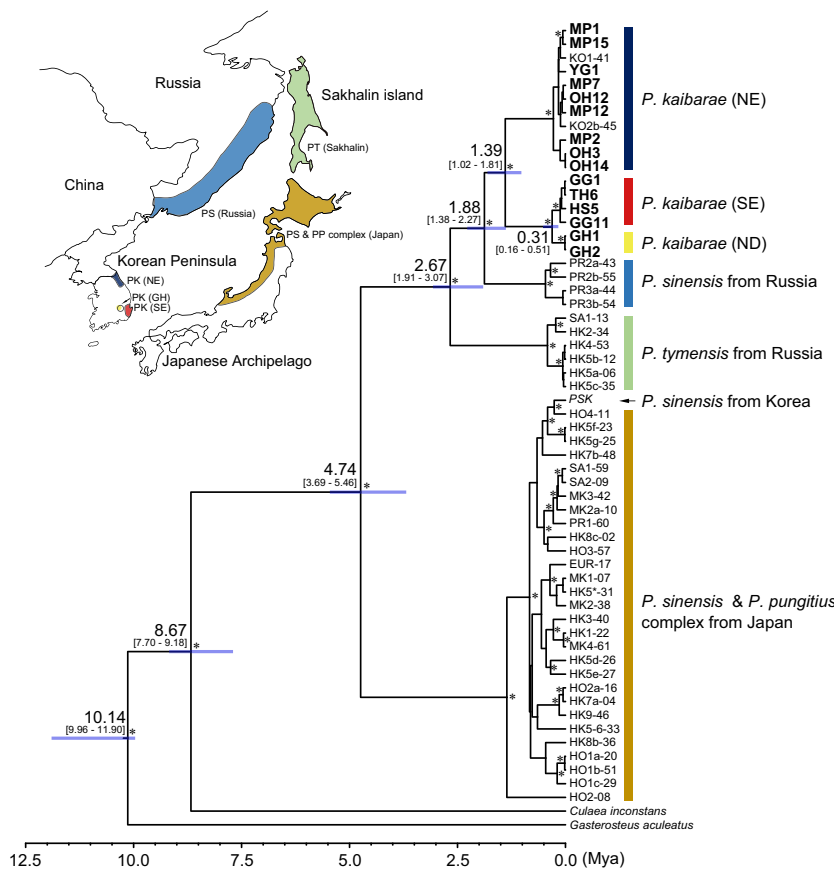 Russia
Sakhalin island
PT (Sakhalin)
China
PS (Russia)
PS & PP complex (Japan)
Korean Peninsula
PK (NE)
PK (GH)
PK (SE)
Japanese Archipelago
MP1
MP15
KO1-41
YG1
MP7
OH12
MP12
KO2b-45
MP2
OH3
OH14
GG1
TH6
HS5
GG11
GH1
GH2
PR2a-43
PR2b-55
PR3a-44
PR3b-54
SA1-13
HK2-34
HK4-53
HK5b-12
HK5a-06
HK5c-35
PSK
HO4-11
HK5f-23
HK5g-25
HK7b-48
SA1-59
SA2-09
MK3-42
MK2a-10
PR1-60
HK8c-02
HO3-57
EUR-17
MK1-07
HK5*-31
MK2-38
HK3-40
HK1-22
MK4-61
HK5d-26
HK5e-27
HO2a-16
HK7a-04
HK9-46
HK5-6-33
HK8b-36
HO1a-20
HO1b-51
HO1c-29
HO2-08
Culaea inconstans
Gasterosteus aculeatus
P. kaibarae (NE)
P. kaibarae (SE)
P. kaibarae (ND)
P. sinensis from Russia
P. tymensis from Russia
P. sinensis from Korea
P. sinensis & P. pungitius
complex from Japan
1.39
[1.02 - 1.81]
1.88
[1.38 - 2.27]
0.31
[0.16 - 0.51]
2.67
[1.91 - 3.07]
4.74
[3.69 - 5.46]
8.67
[7.70 - 9.18]
10.14
[9.96 - 11.90]
12.5 10.0 7.5 5.0 2.5 0.0 (Mya)